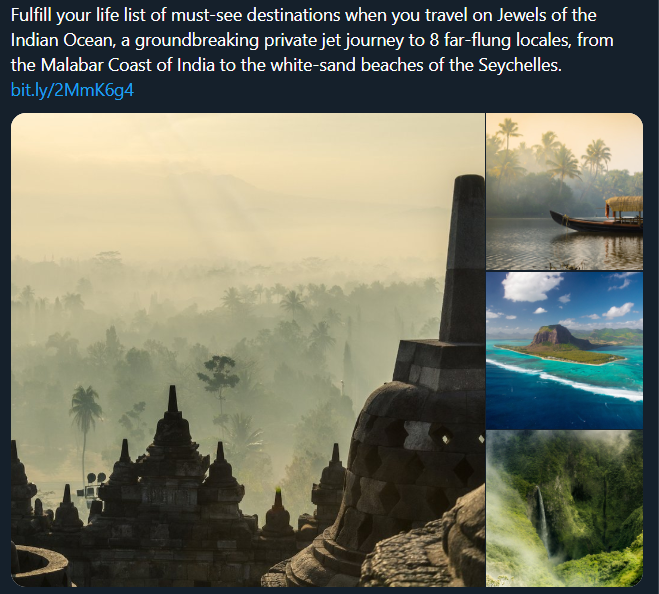 Fulfill your life list of must-see destinations when you travel on Jewels of the
Indian Ocean, a groundbreaking private jet journey to 8 far-flung locales, from
the Malabar Coast of India to the white-sand beaches of the Seychelles.
bit.ly/2MmK6g4